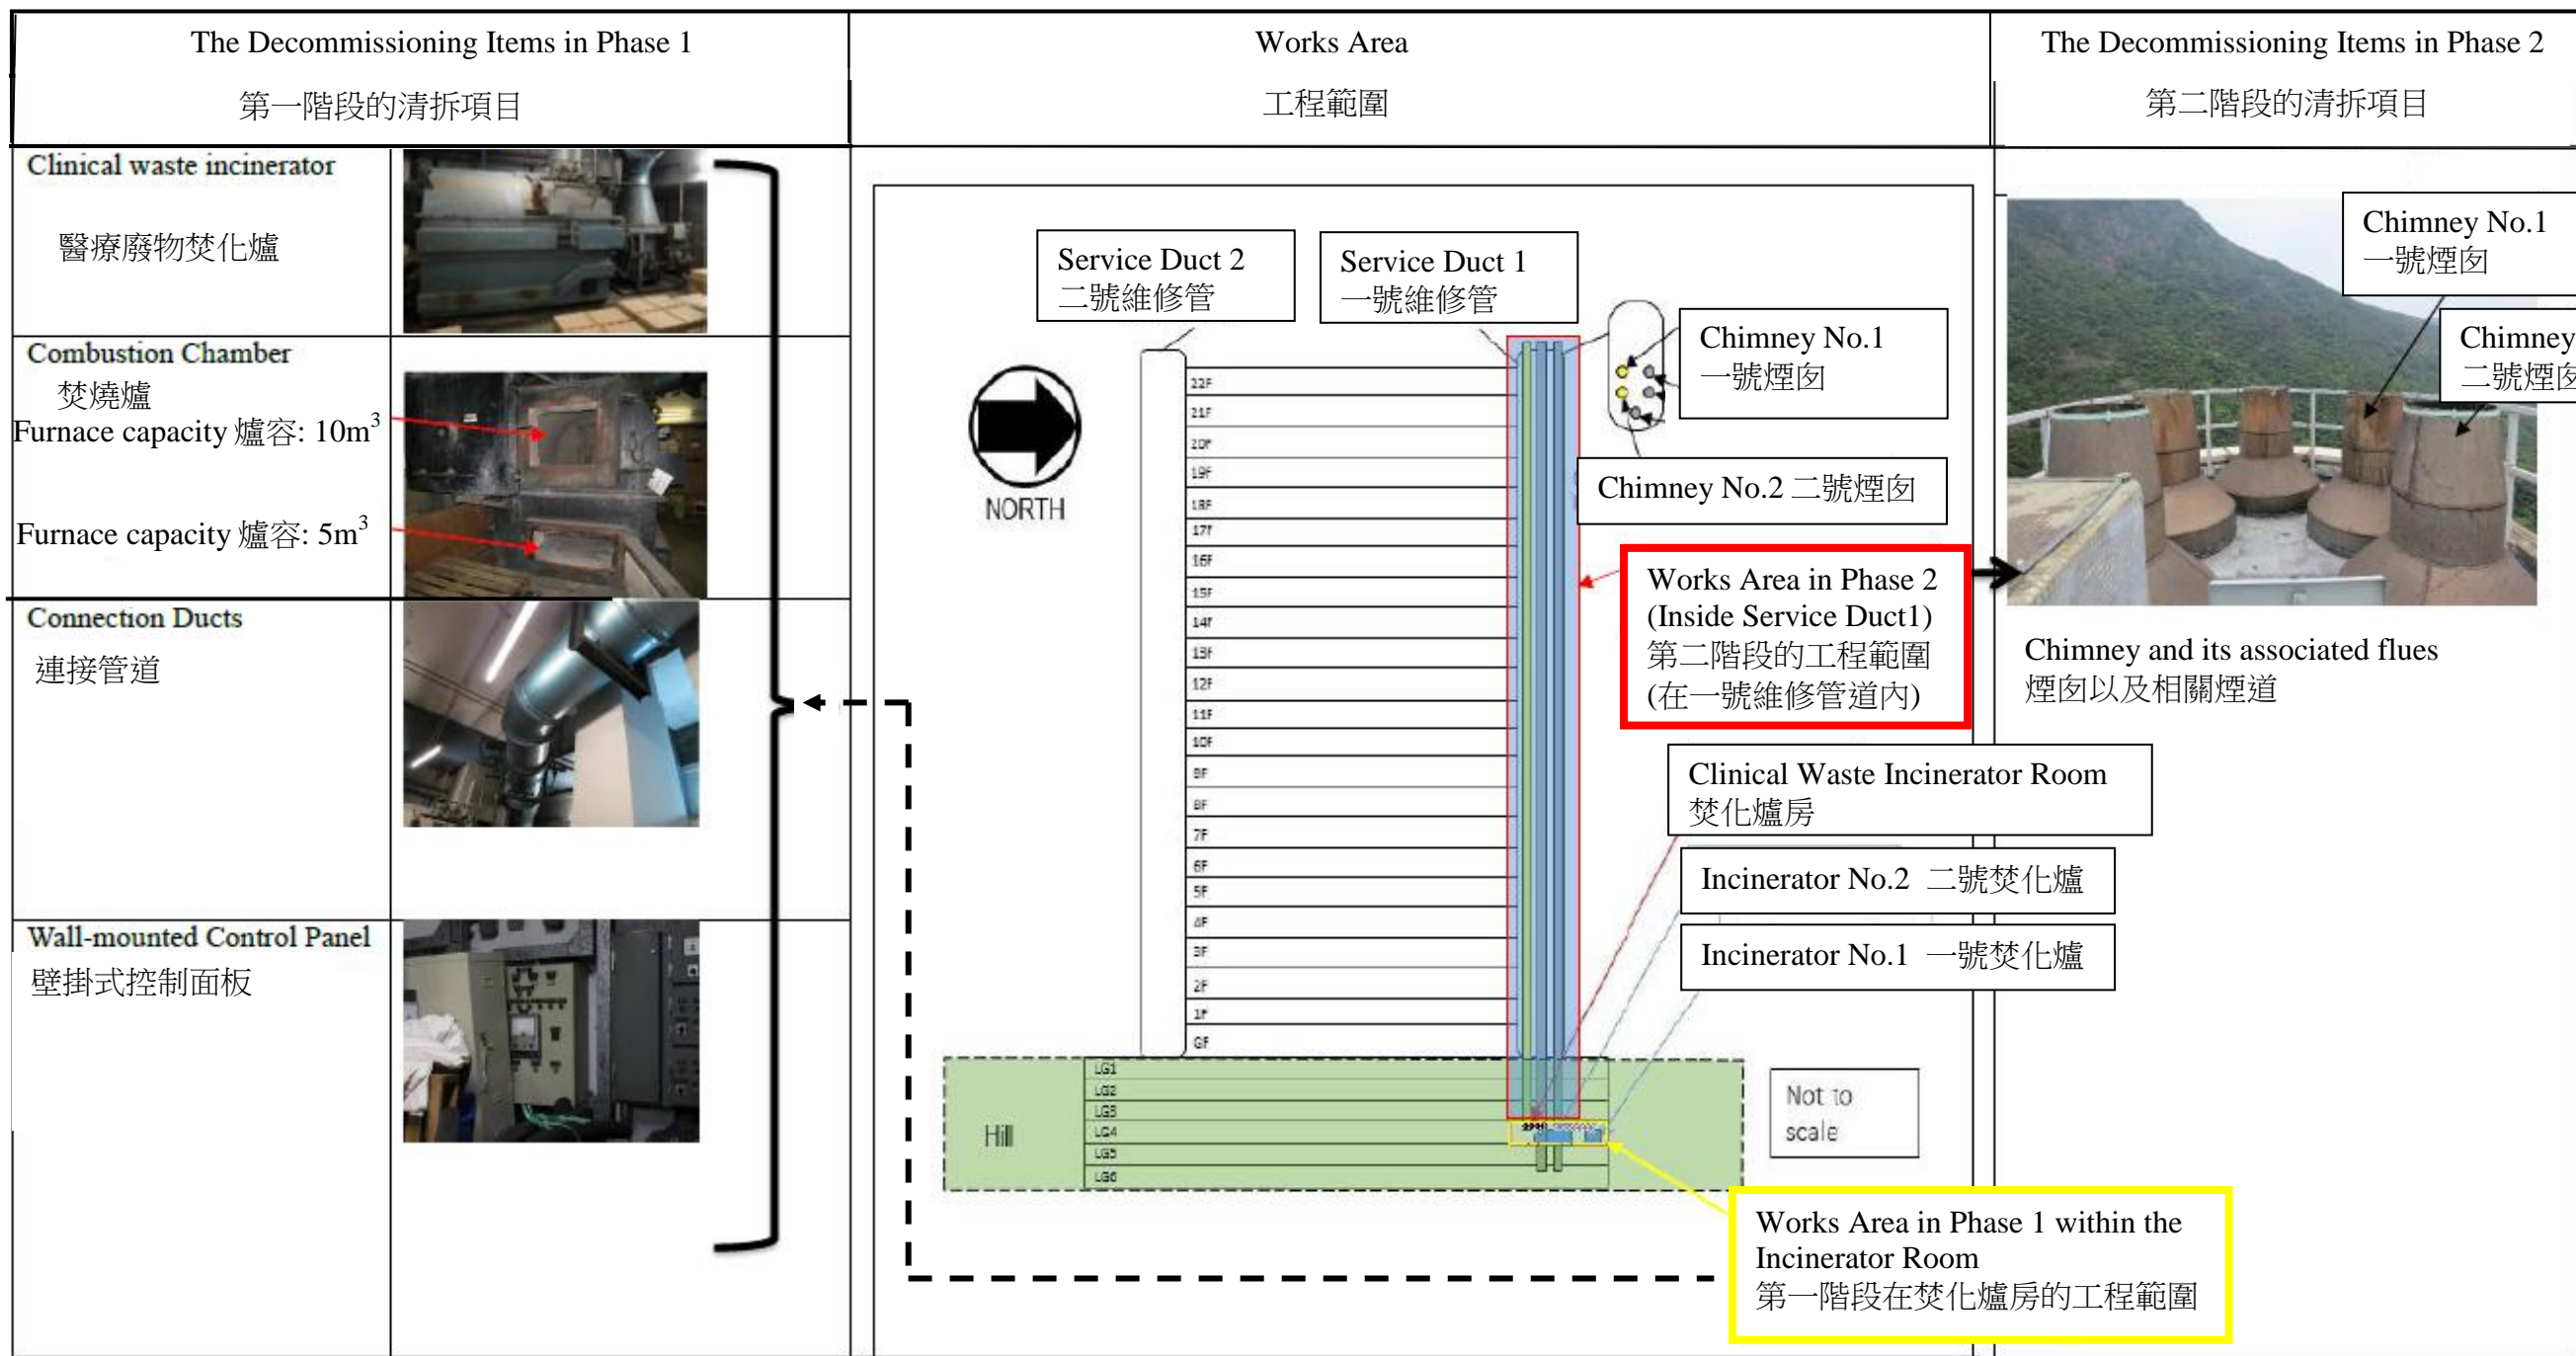 The Decommissioning Items in Phase 1
第一階段的清拆項目
Works Area
工程範圍
The Decommissioning Items in Phase 2
第二階段的清拆項目
Clinical waste incinerator
醫療廢物焚化爐
Combustion Chamber
焚燒爐
Furnace capacity 爐容: 10m³
Furnace capacity 爐容: 5m³
Connection Ducts
連接管道
Wall-mounted Control Panel
壁掛式控制面板
Service Duct 2
二號維修管
Service Duct 1
一號維修管
Chimney No.1
一號煙囪
Chimney No.2 二號煙囪
NORTH
22F
21F
20F
19F
18F
17F
16F
15F
14F
13F
12F
11F
10F
9F
8F
7F
6F
5F
4F
3F
2F
1F
GF
LG1
LG2
LG3
LG4
LG5
LG6
Hill
Works Area in Phase 2
(Inside Service Duct1)
第二階段的工程範圍
(在一號維修管道內)
Clinical Waste Incinerator Room
焚化爐房
Incinerator No.2 二號焚化爐
Incinerator No.1 一號焚化爐
Not to
scale
Works Area in Phase 1 within the
Incinerator Room
第一階段在焚化爐房的工程範圍
Chimney No.1
一號煙囪
Chimney
二號煙囪
Chimney and its associated flues
煙囪以及相關煙道